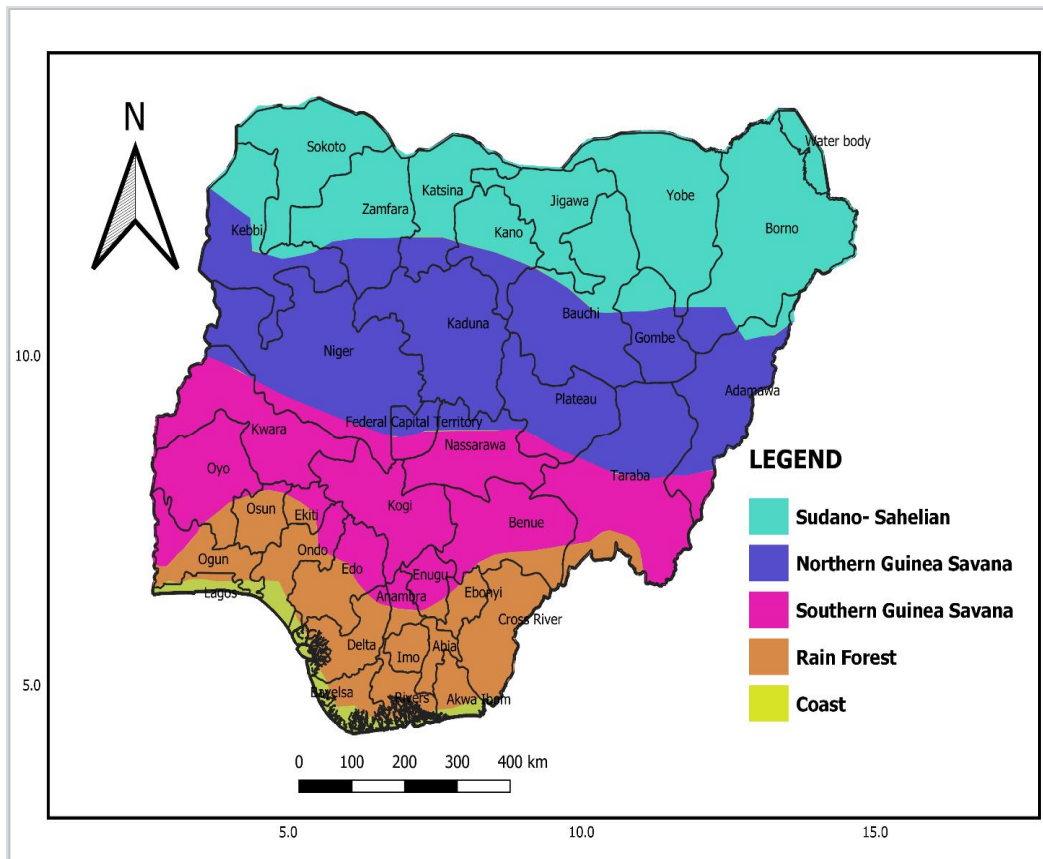 N
Sokoto
Water body
Katsina
Jigawa
Yobe
Zamfara
Kebbi
Kano
Borno
Bauchi
Kaduna
Gombe
Niger
10.0
Adamawa
Plateau
Federal Capital Territory
Kwara
Nassarawa
Oyo
Taraba
LEGEND
Kogi
Osun
Ekiti
Benue
Sudano- Sahelian
Ondo
Ogun
Edo
Northern Guinea Savana
Enugu
Lagos
Anambra
Ebonyi
Southern Guinea Savana
Cross River
Delta
Imo
Abia
Rain Forest
5.0
Bayelsa
Rivers
Akwa Ibom
Coast
0 100 200 300 400 km
5.0 10.0 15.0